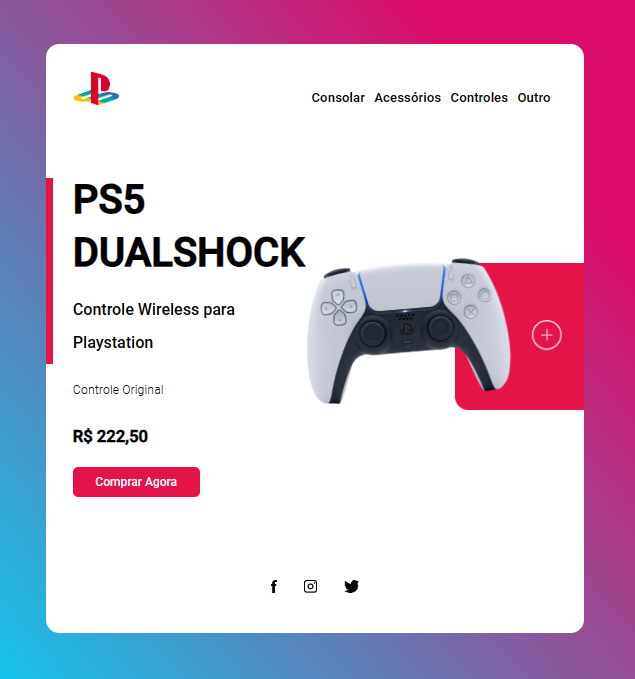 Consolar Acessórios Controles Outro
PS5
DUALSHOCK
Controle Wireless para
Playstation
Controle Original
R$ 222,50
Comprar Agora